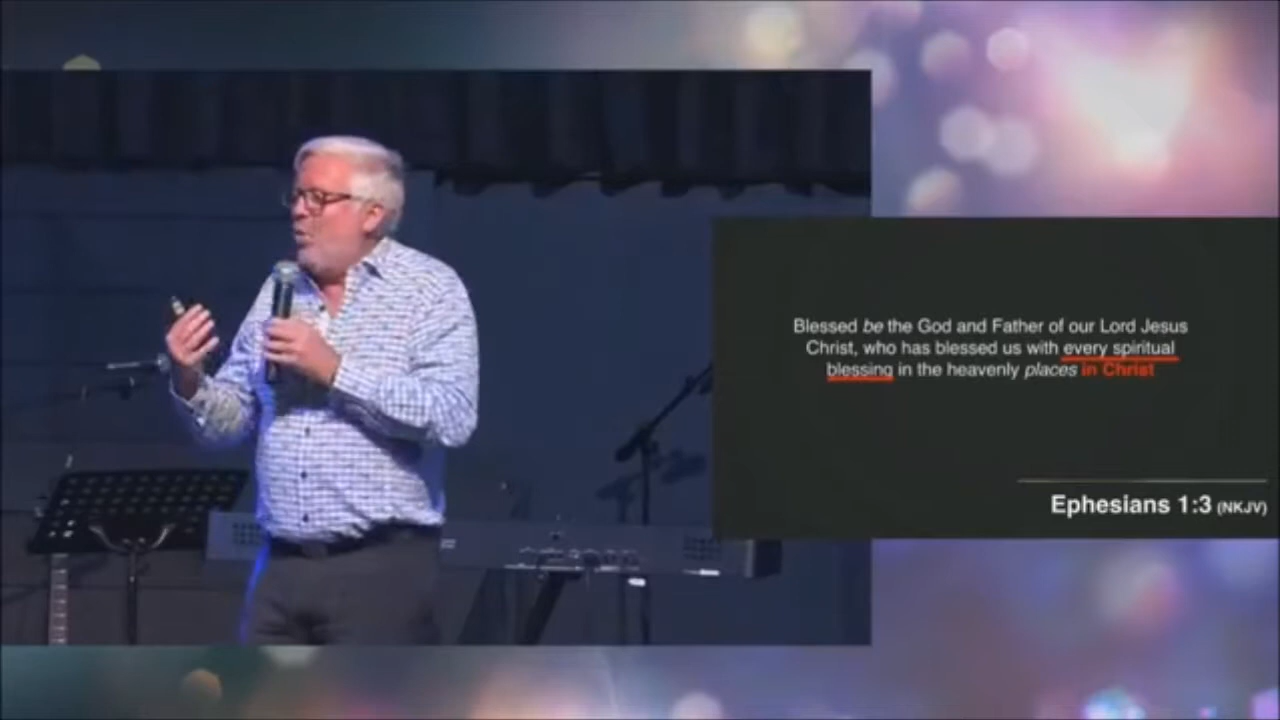 Blessed be the God and Father of our Lord Jesus
Christ, who has blessed us with every spiritual
blessing in the heavenly places in Christ
Ephesians 1:3 (NKJV)